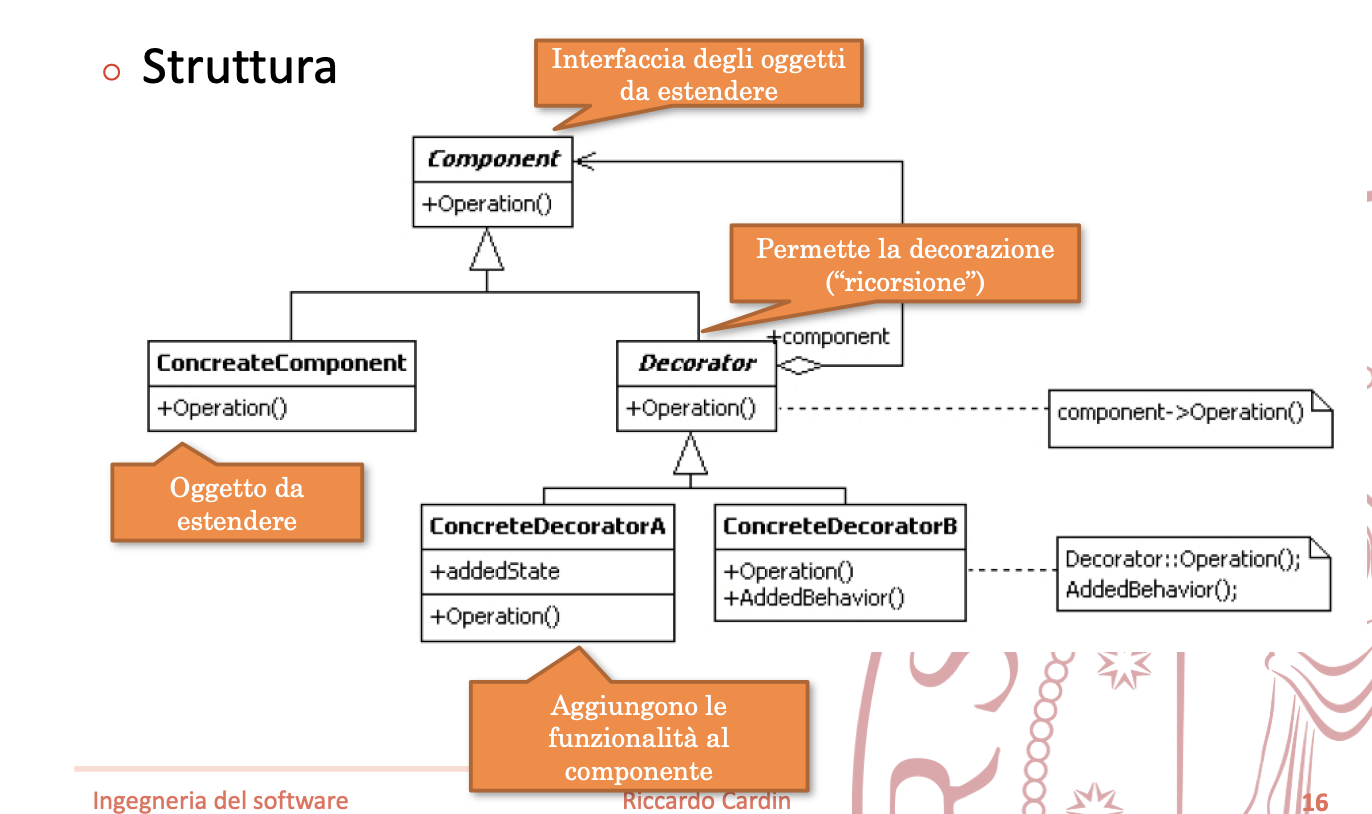 Struttura
Interfaccia degli oggetti
da estendere
Component
+Operation()
Permette la decorazione
(“ricorsione”)
+component
ConcreateComponent
+Operation()
Decorator
+Operation()
component->Operation()
Oggetto da
estendere
ConcreteDecoratorA
+addedState
+Operation()
ConcreteDecoratorB
+Operation()
+AddedBehavior()
Decorator::Operation();
AddedBehavior();
Aggiungono le
funzionalità al
componente
Ingegneria del software
Riccardo Cardin
16